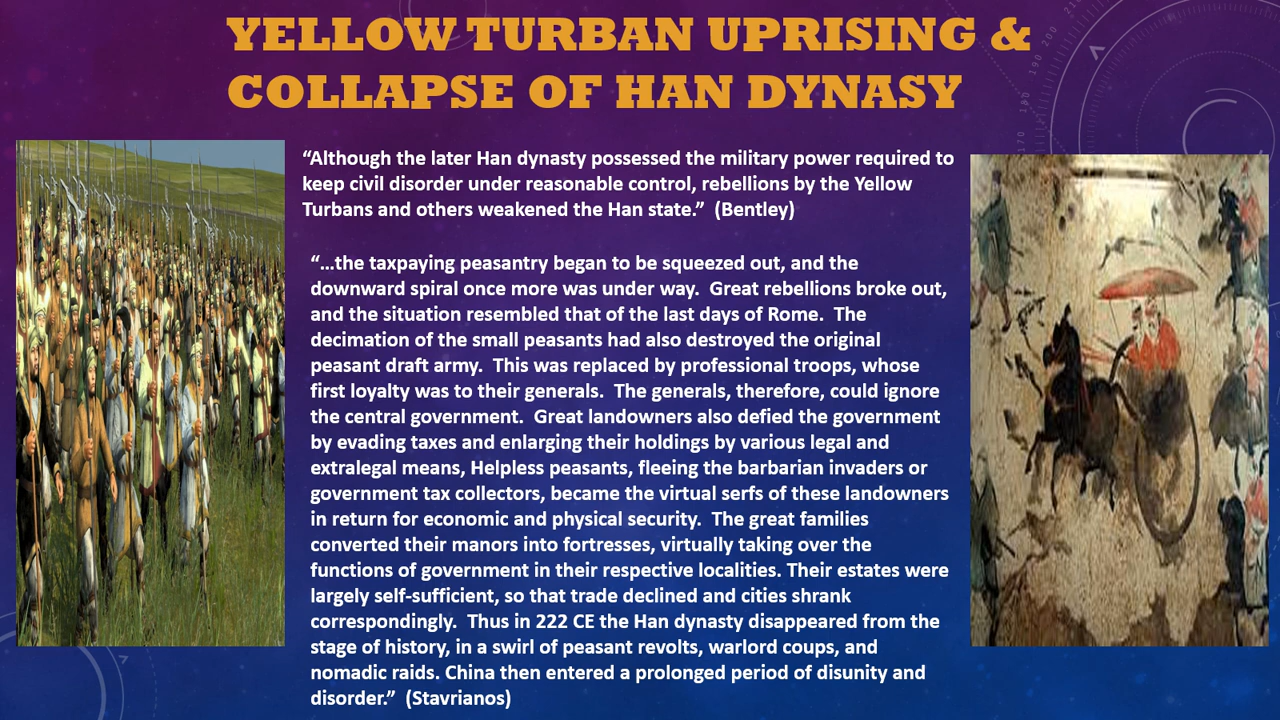 YELLOW TURBAN UPRISING &
COLLAPSE OF HAN DYNASY
“Although the later Han dynasty possessed the military power required to
keep civil disorder under reasonable control, rebellions by the Yellow
Turbans and others weakened the Han state.”  (Bentley)
“…the taxpaying peasantry began to be squeezed out, and the
downward spiral once more was under way.  Great rebellions broke out,
and the situation resembled that of the last days of Rome.  The
decimation of the small peasants had also destroyed the original
peasant draft army.  This was replaced by professional troops, whose
first loyalty was to their generals.  The generals, therefore, could ignore
the central government.  Great landowners also defied the government
by evading taxes and enlarging their holdings by various legal and
extralegal means, Helpless peasants, fleeing the barbarian invaders or
government tax collectors, became the virtual serfs of these landowners
in return for economic and physical security.  The great families
converted their manors into fortresses, virtually taking over the
functions of government in their respective localities. Their estates were
largely self-sufficient, so that trade declined and cities shrank
correspondingly.  Thus in 222 CE the Han dynasty disappeared from the
stage of history, in a swirl of peasant revolts, warlord coups, and
nomadic raids. China then entered a prolonged period of disunity and
disorder.”  (Stavrianos)
210
200
190
180
170